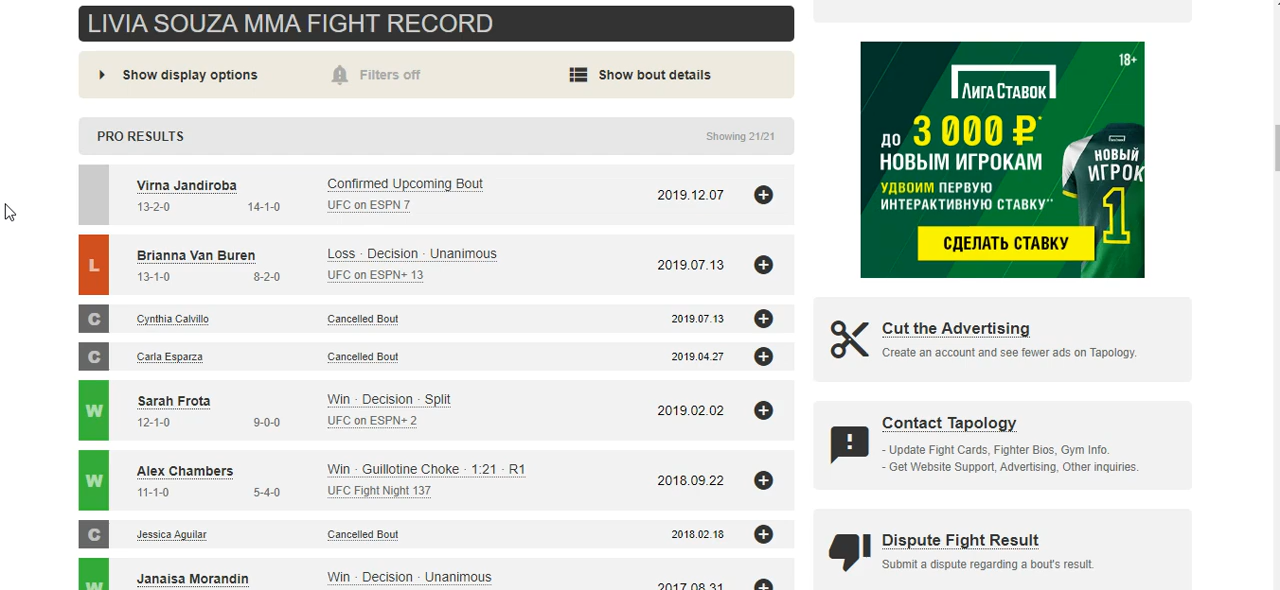 LIVIA SOUZA MMA FIGHT RECORD
Show display options
Filters off
Show bout details
PRO RESULTS
Showing 21/21
Virna Jandiroba
13-2-0
14-1-0
Confirmed Upcoming Bout
UFC on ESPN 7
2019.12.07
L
Brianna Van Buren
13-1-0
8-2-0
Loss · Decision · Unanimous
UFC on ESPN+ 13
2019.07.13
C
Cynthia Calvillo
Cancelled Bout
2019.07.13
C
Carla Esparza
Cancelled Bout
2019.04.27
W
Sarah Frota
12-1-0
9-0-0
Win · Decision · Split
UFC on ESPN+ 2
2019.02.02
W
Alex Chambers
11-1-0
5-4-0
Win · Guillotine Choke · 1:21 · R1
UFC Fight Night 137
2018.09.22
C
Jessica Aguilar
Cancelled Bout
2018.02.18
W
Janaisa Morandin
Win · Decision · Unanimous
2017.08.31
18+
ЛИГА СТАВОК
ДО 3 000 ₽*
НОВЫМ ИГРОКАМ
УДВОИМ ПЕРВУЮ
ИНТЕРАКТИВНУЮ СТАВКУ**
СДЕЛАТЬ СТАВКУ
НОВЫЙ
ИГРОК
1
Cut the Advertising
Create an account and see fewer ads on Tapology.
Contact Tapology
- Update Fight Cards, Fighter Bios, Gym Info.
- Get Website Support, Advertising, Other inquiries.
Dispute Fight Result
Submit a dispute regarding a bout's result.